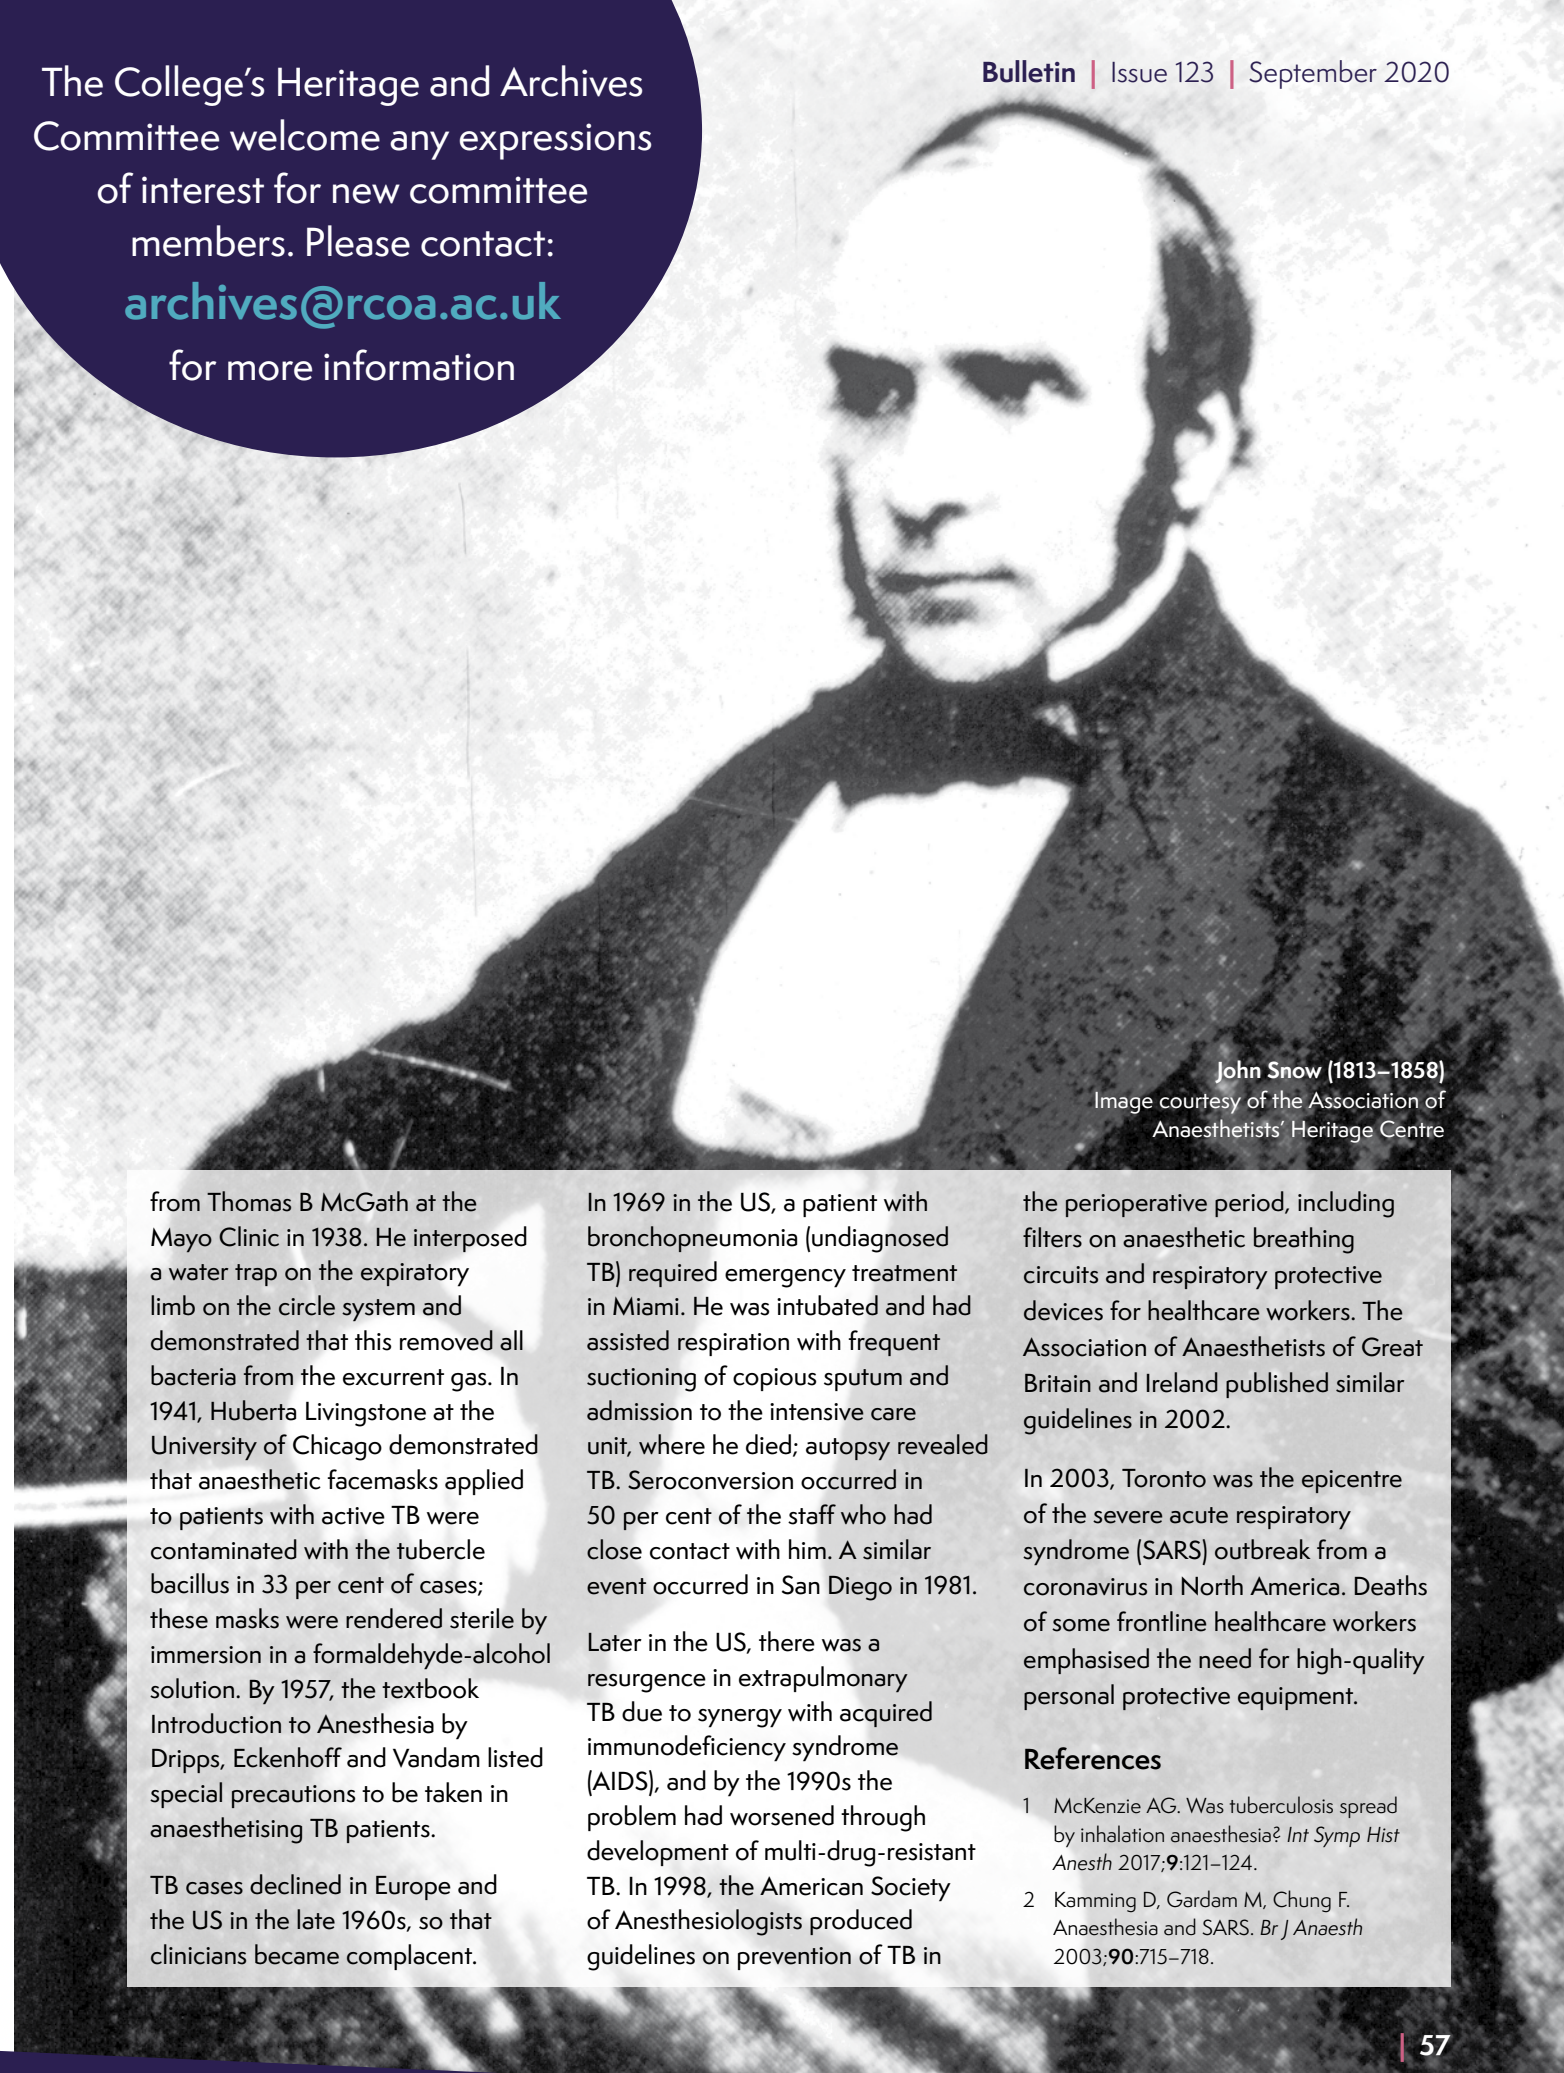 The College's Heritage and Archives
Committee welcome any expressions
of interest for new committee
members. Please contact:
archives@rcoa.ac.uk
for more information
Bulletin | Issue 123 | September 2020
John Snow (1813–1858)
Image courtesy of the Association of
Anaesthetists' Heritage Centre
from Thomas B McGath at the
Mayo Clinic in 1938. He interposed
a water trap on the expiratory
limb on the circle system and
demonstrated that this removed all
bacteria from the excurrent gas. In
1941, Huberta Livingstone at the
University of Chicago demonstrated
that anaesthetic facemasks applied
to patients with active TB were
contaminated with the tubercle
bacillus in 33 per cent of cases;
these masks were rendered sterile by
immersion in a formaldehyde-alcohol
solution. By 1957, the textbook
Introduction to Anesthesia by
Dripps, Eckenhoff and Vandam listed
special precautions to be taken in
anaesthetising TB patients.
TB cases declined in Europe and
the US in the late 1960s, so that
clinicians became complacent.
In 1969 in the US, a patient with
bronchopneumonia (undiagnosed
TB) required emergency treatment
in Miami. He was intubated and had
assisted respiration with frequent
suctioning of copious sputum and
admission to the intensive care
unit, where he died; autopsy revealed
TB. Seroconversion occurred in
50 per cent of the staff who had
close contact with him. A similar
event occurred in San Diego in 1981.
Later in the US, there was a
resurgence in extrapulmonary
TB due to synergy with acquired
immunodeficiency syndrome
(AIDS), and by the 1990s the
problem had worsened through
development of multi-drug-resistant
TB. In 1998, the American Society
of Anesthesiologists produced
guidelines on prevention of TB in
the perioperative period, including
filters on anaesthetic breathing
circuits and respiratory protective
devices for healthcare workers. The
Association of Anaesthetists of Great
Britain and Ireland published similar
guidelines in 2002.
In 2003, Toronto was the epicentre
of the severe acute respiratory
syndrome (SARS) outbreak from a
coronavirus in North America. Deaths
of some frontline healthcare workers
emphasised the need for high-quality
personal protective equipment.
References
1 McKenzie AG. Was tuberculosis spread
by inhalation anaesthesia? Int Symp Hist
Anesth 2017;9:121–124.
2 Kamming D, Gardam M, Chung F.
Anaesthesia and SARS. Br J Anaesth
2003;90:715–718.
| 57